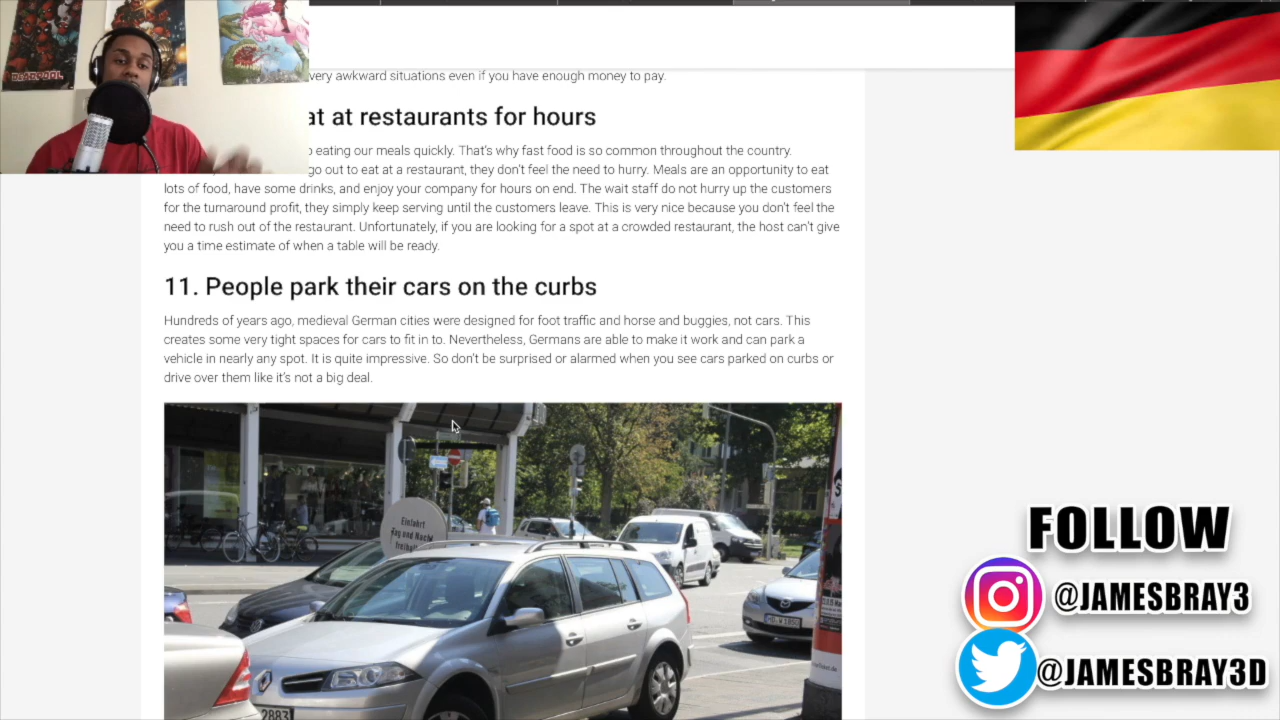 DEADPOOL
very awkward situations even if you have enough money to pay.
at at restaurants for hours
eating our meals quickly. That's why fast food is so common throughout the country.
go out to eat at a restaurant, they don't feel the need to hurry. Meals are an opportunity to eat
lots of food, have some drinks, and enjoy your company for hours on end. The wait staff do not hurry up the customers
for the turnaround profit, they simply keep serving until the customers leave. This is very nice because you don't feel the
need to rush out of the restaurant. Unfortunately, if you are looking for a spot at a crowded restaurant, the host can't give
you a time estimate of when a table will be ready.
11. People park their cars on the curbs
Hundreds of years ago, medieval German cities were designed for foot traffic and horse and buggies, not cars. This
creates some very tight spaces for cars to fit in to. Nevertheless, Germans are able to make it work and can park a
vehicle in nearly any spot. It is quite impressive. So don't be surprised or alarmed when you see cars parked on curbs or
drive over them like it's not a big deal.
Einfahrt
Tag und Nacht
freihalten
2883
FOLLOW
@JAMESBRAY3
@JAMESBRAY3D